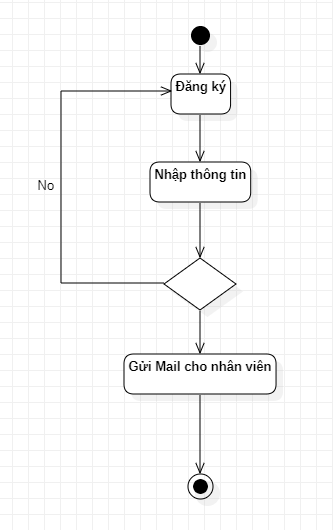 Đăng ký
Nhập thông tin
No
Gửi Mail cho nhân viên